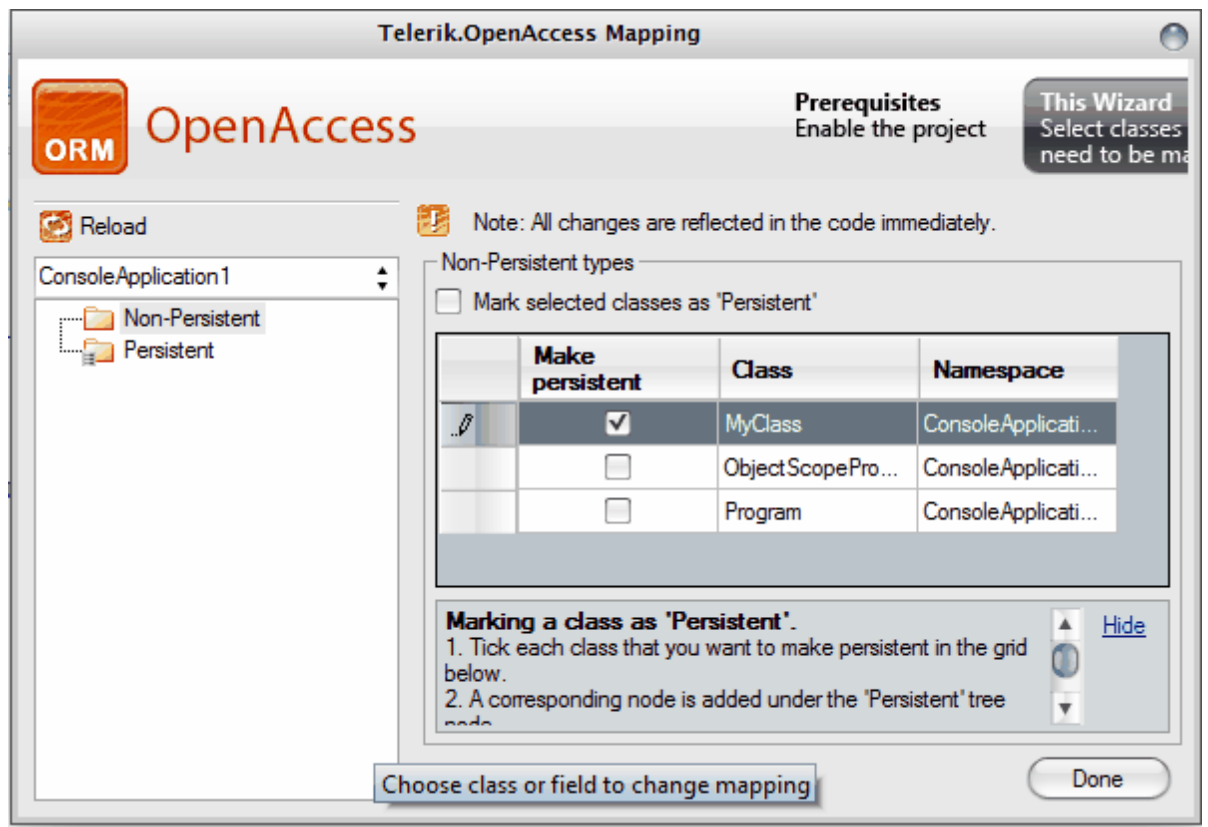 Telerik.OpenAccess Mapping
ORM
OpenAccess
Prerequisites
Enable the project
This Wizard
Select classes
need to be ma
Reload
ConsoleApplication1
Non-Persistent
Persistent
Note: All changes are reflected in the code immediately.
Non-Persistent types
Mark selected classes as 'Persistent'
Make persistent Class Namespace
MyClass ConsoleApplicati...
ObjectScopePro... ConsoleApplicati...
Program ConsoleApplicati...
Marking a class as 'Persistent'.
1. Tick each class that you want to make persistent in the grid
below.
2. A corresponding node is added under the 'Persistent' tree
Hide
Choose class or field to change mapping
Done